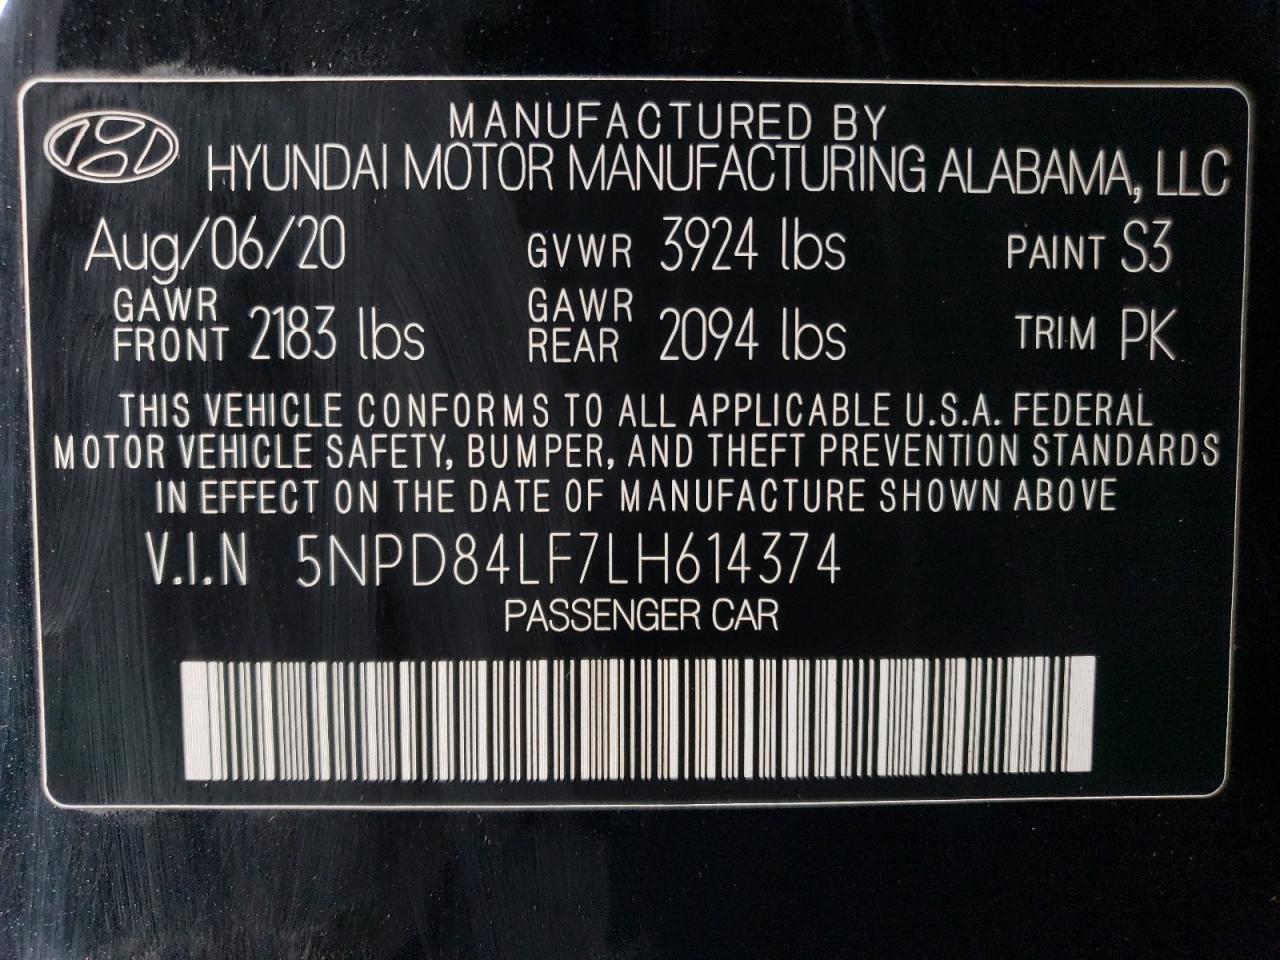 MANUFACTURED BY
HYUNDAI MOTOR MANUFACTURING ALABAMA, LLC
Aug/06/20 GVWR 3924 lbs PAINT S3
GAWR FRONT 2183 lbs GAWR REAR 2094 lbs TRIM PK
THIS VEHICLE CONFORMS TO ALL APPLICABLE U.S.A. FEDERAL
MOTOR VEHICLE SAFETY, BUMPER, AND THEFT PREVENTION STANDARDS
IN EFFECT ON THE DATE OF MANUFACTURE SHOWN ABOVE
V.I.N 5NPD84LF7LH614374
PASSENGER CAR